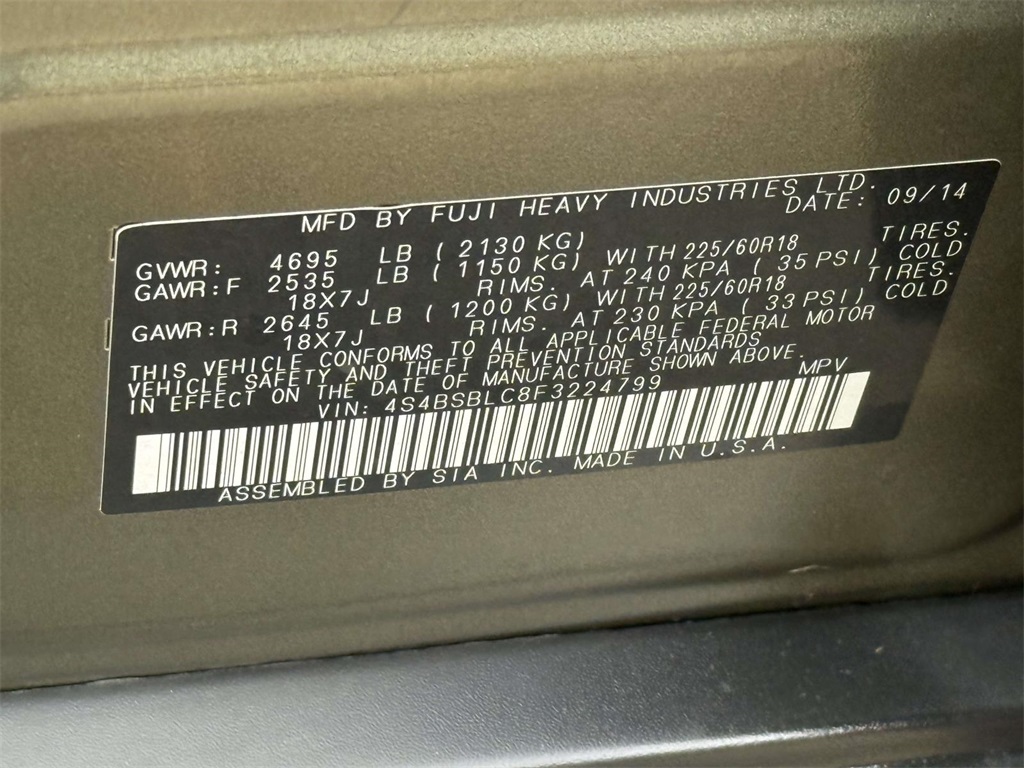 MFD BY FUJI HEAVY INDUSTRIES LTD.
DATE: 09/14
GVWR: 4695 LB ( 2130 KG)
GAWR:F 2535 LB ( 1150 KG) WITH 225/60R18 TIRES.
18X7J RIMS. AT 240 KPA ( 35 PSI) COLD
GAWR:R 2645 LB ( 1200 KG) WITH 225/60R18 TIRES.
18X7J RIMS. AT 230 KPA ( 33 PSI) COLD
THIS VEHICLE CONFORMS TO ALL APPLICABLE FEDERAL MOTOR
VEHICLE SAFETY AND THEFT PREVENTION STANDARDS
IN EFFECT ON THE DATE OF MANUFACTURE SHOWN ABOVE.
VIN: 4S4BSBLC8F3224799 MPV
ASSEMBLED BY SIA INC. MADE IN U.S.A.